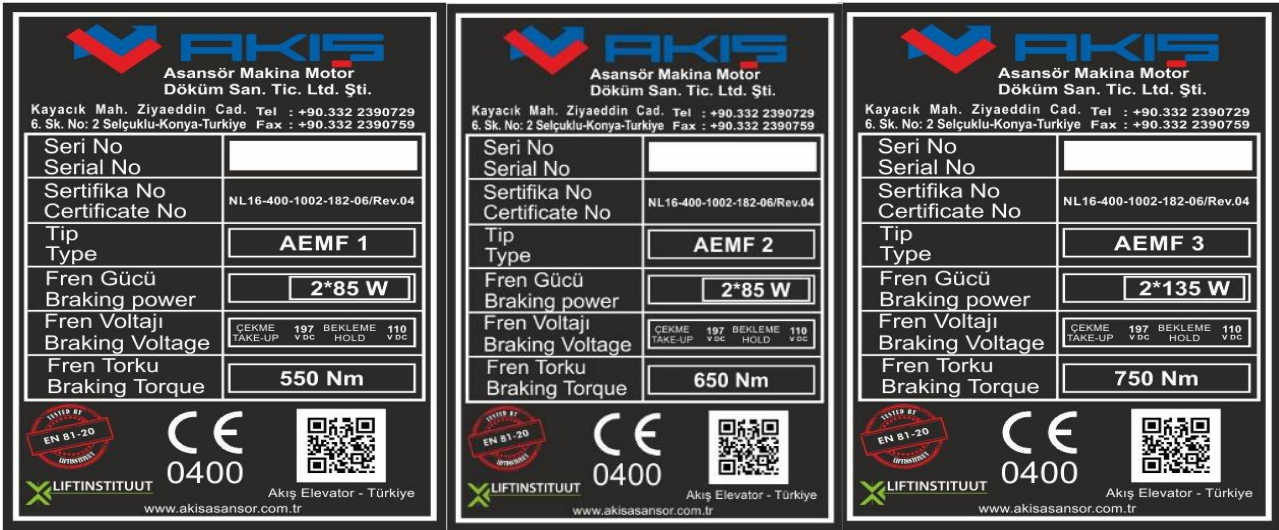 AKIŞ
Asansör Makina Motor
Döküm San. Tic. Ltd. Şti.
Kayacık Mah. Ziyaeddin Cad. Tel : +90.332 2390729
6. Sk. No: 2 Selçuklu-Konya-Turkiye Fax : +90.332 2390759
Seri No
Serial No
Sertifika No
Certificate No
NL16-400-1002-182-06/Rev.04
Tip
Type
AEMF 1
Fren Gücü
Braking power
2*85 W
Fren Voltajı
Braking Voltage
ÇEKME 197 BEKLEME 110
TAKE-UP V DC HOLD V DC
Fren Torku
Braking Torque
550 Nm
TESTED BY
EN 81-20
LIFTINSTITUUT
CE
0400
LIFTINSTITUUT
Akış Elevator - Türkiye
www.akisasansor.com.tr
AKIŞ
Asansör Makina Motor
Döküm San. Tic. Ltd. Şti.
Kayacık Mah. Ziyaeddin Cad. Tel : +90.332 2390729
6. Sk. No: 2 Selçuklu-Konya-Turkiye Fax : +90.332 2390759
Seri No
Serial No
Sertifika No
Certificate No
NL16-400-1002-182-06/Rev.04
Tip
Type
AEMF 2
Fren Gücü
Braking power
2*85 W
Fren Voltajı
Braking Voltage
ÇEKME 197 BEKLEME 110
TAKE-UP V DC HOLD V DC
Fren Torku
Braking Torque
650 Nm
TESTED BY
EN 81-20
LIFTINSTITUUT
CE
0400
LIFTINSTITUUT
Akış Elevator - Türkiye
www.akisasansor.com.tr
AKIŞ
Asansör Makina Motor
Döküm San. Tic. Ltd. Şti.
Kayacık Mah. Ziyaeddin Cad. Tel : +90.332 2390729
6. Sk. No: 2 Selçuklu-Konya-Turkiye Fax : +90.332 2390759
Seri No
Serial No
Sertifika No
Certificate No
NL16-400-1002-182-06/Rev.04
Tip
Type
AEMF 3
Fren Gücü
Braking power
2*135 W
Fren Voltajı
Braking Voltage
ÇEKME 197 BEKLEME 110
TAKE-UP V DC HOLD V DC
Fren Torku
Braking Torque
750 Nm
TESTED BY
EN 81-20
LIFTINSTITUUT
CE
0400
LIFTINSTITUUT
Akış Elevator - Türkiye
www.akisasansor.com.tr